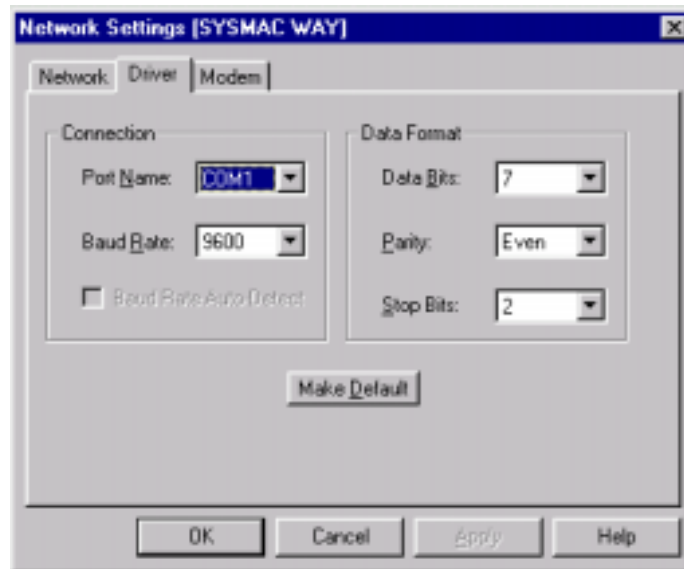 Network Settings [SYSMAC WAY]
Network Driver Modem
Connection
Port Name: COM1
Baud Rate: 9600
Baud Rate Auto Detect
Data Format
Data Bits: 7
Parity: Even
Stop Bits: 2
Make Default
OK Cancel Apply Help